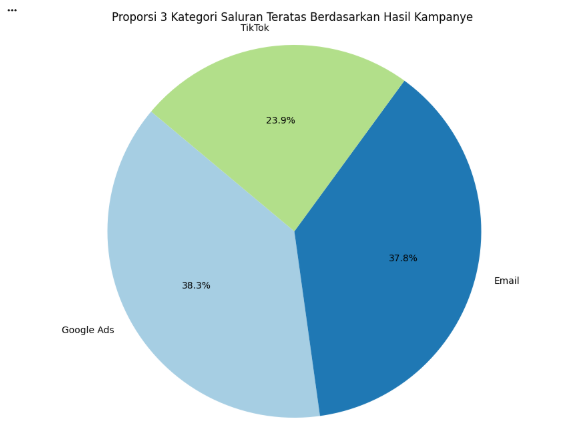 ...
Proporsi 3 Kategori Saluran Teratas Berdasarkan Hasil Kampanye
TikTok
23.9%
37.8%
Email
38.3%
Google Ads